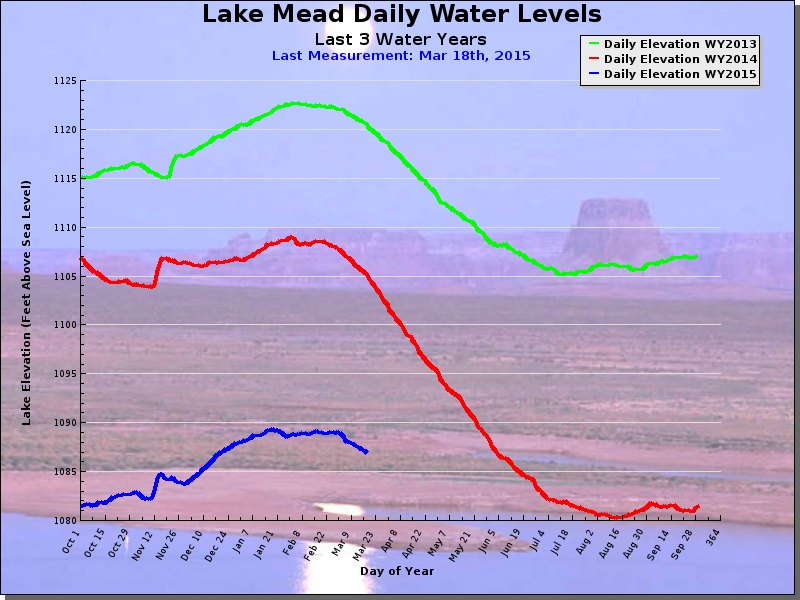 Lake Mead Daily Water Levels
Last 3 Water Years
Last Measurement: Mar 18th, 2015
Daily Elevation WY2013
Daily Elevation WY2014
Daily Elevation WY2015
Lake Elevation (Feet Above Sea Level)
1125
1120
1115
1110
1105
1100
1095
1090
1085
1080
Oct 1
Oct 15
Oct 29
Nov 12
Nov 26
Dec 10
Dec 24
Jan 7
Jan 21
Feb 8
Feb 22
Mar 9
Mar 23
Apr 8
Apr 22
May 7
May 21
Jun 5
Jun 19
Jul 4
Jul 18
Aug 2
Aug 16
Aug 30
Sep 14
Sep 28
364
Day of Year